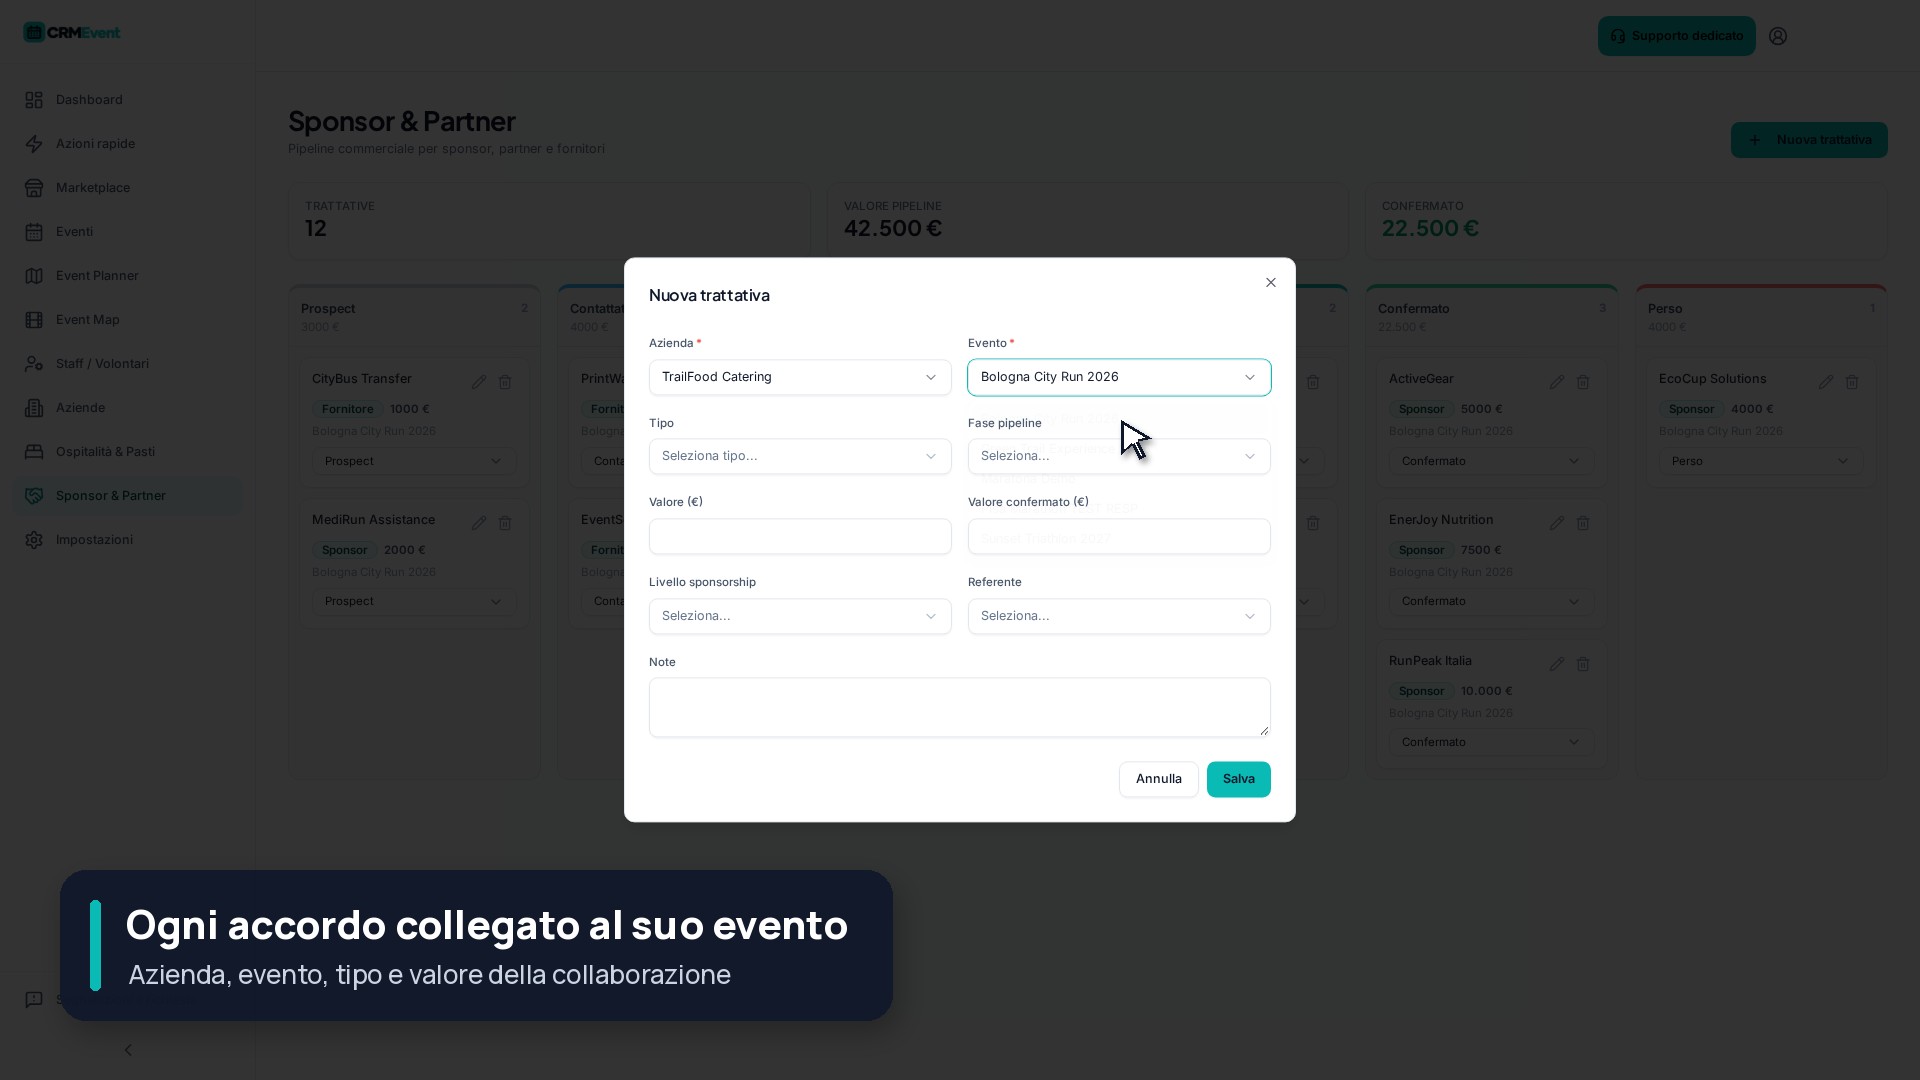 CRMEvent
Supporto dedicato
Dashboard
Azioni rapide
Marketplace
Eventi
Event Planner
Event Map
Staff / Volontari
Aziende
Ospitalità & Pasti
Sponsor & Partner
Impostazioni
Sponsor & Partner
Pipeline commerciale per sponsor, partner e fornitori
Nuova trattativa
TRATTATIVE
12
VALORE PIPELINE
42.500 €
CONFERMATO
22.500 €
Prospect 2
3000 €
CityBus Transfer
Fornitore 1000 €
Bologna City Run 2026
Prospect
MediRun Assistance
Sponsor 2000 €
Bologna City Run 2026
Prospect
4000 €
2
Confermato 3
22.500 €
ActiveGear
Sponsor 5000 €
Bologna City Run 2026
Confermato
EnerJoy Nutrition
Sponsor 7500 €
Bologna City Run 2026
Confermato
RunPeak Italia
Sponsor 10.000 €
Bologna City Run 2026
Confermato
Perso 1
4000 €
EcoCup Solutions
Sponsor 4000 €
Bologna City Run 2026
Perso
Nuova trattativa
Azienda *
TrailFood Catering
Evento *
Bologna City Run 2026
Tipo
Seleziona tipo...
Fase pipeline
Seleziona...
Valore (€)
Valore confermato (€)
Livello sponsorship
Seleziona...
Referente
Seleziona...
Note
Annulla
Salva
Ogni accordo collegato al suo evento
Azienda, evento, tipo e valore della collaborazione